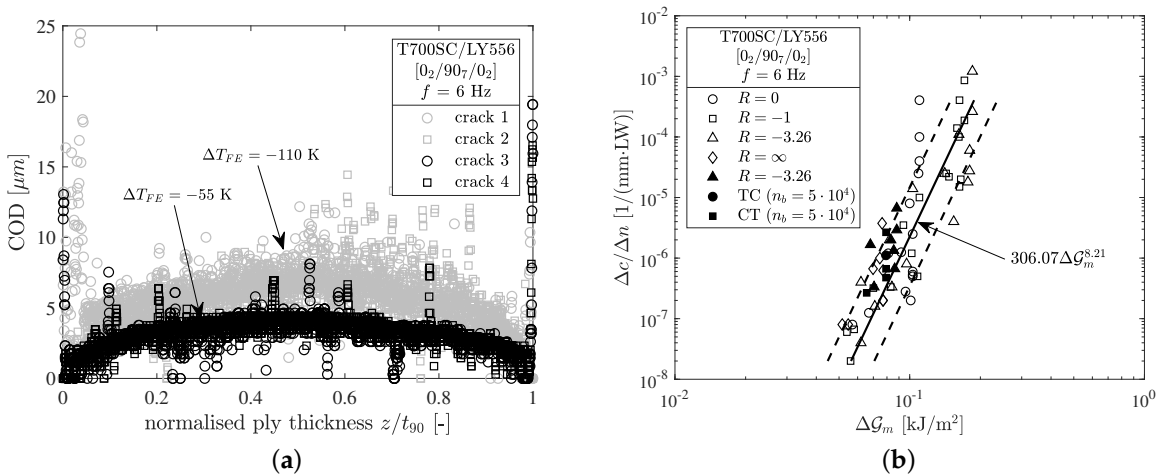 25
20
15
10
5
0
COD [μm]
0
0.2
0.4
0.6
0.8
1
normalised ply thickness z/t₉₀ [-]
T700SC/LY556
[0₂/90₇/0₂]
f = 6 Hz
crack 1
crack 2
crack 3
crack 4
ΔT_FE = −110 K
ΔT_FE = −55 K
(a)
10⁻²
10⁻³
10⁻⁴
10⁻⁵
10⁻⁶
10⁻⁷
10⁻⁸
Δc/Δn [1/(mm·LW)]
10⁻²
10⁻¹
10⁰
Δ𝒢ₘ [kJ/m²]
T700SC/LY556
[0₂/90₇/0₂]
f = 6 Hz
R = 0
R = −1
R = −3.26
R = ∞
R = −3.26
TC (n_b = 5 · 10⁴)
CT (n_b = 5 · 10⁴)
306.07Δ𝒢ₘ^8.21
(b)